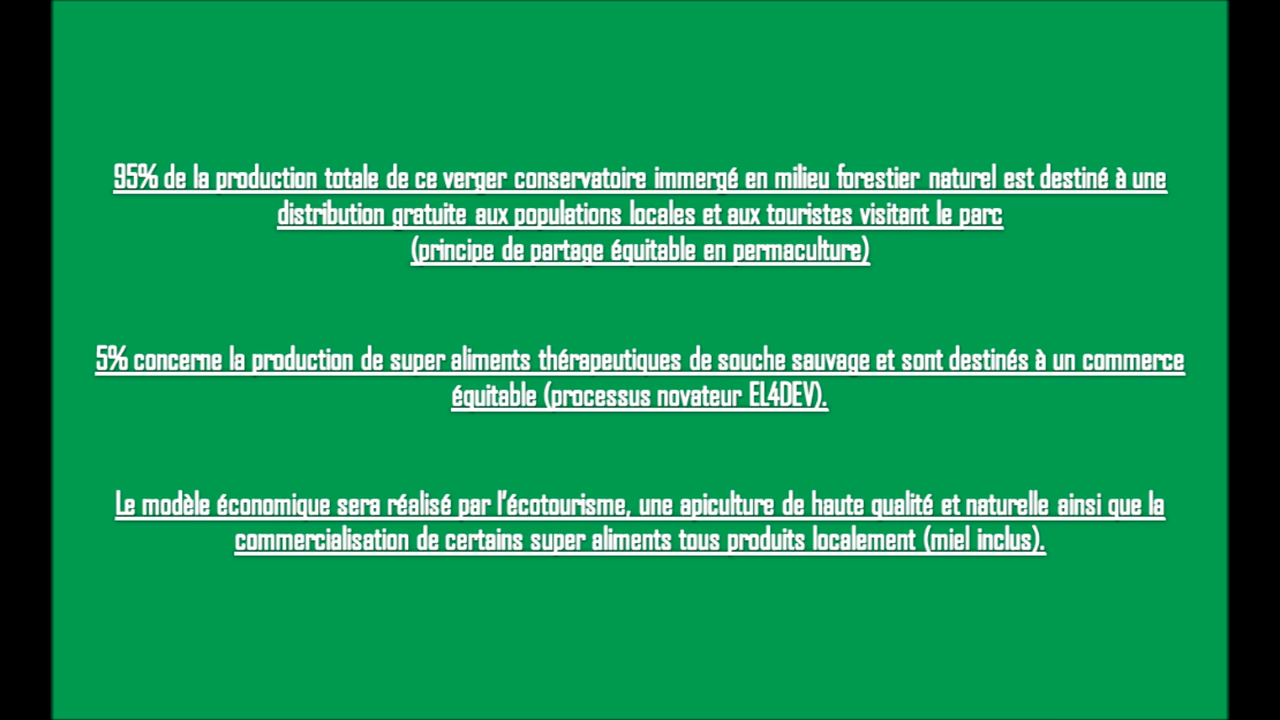 95% de la production totale de ce verger conservatoire immergé en milieu forestier naturel est destiné à une
distribution gratuite aux populations locales et aux touristes visitant le parc
(principe de partage équitable en permaculture)
5% concerne la production de super aliments thérapeutiques de souche sauvage et sont destinés à un commerce
équitable (processus novateur EL4DEV).
Le modèle économique sera réalisé par l'écotourisme, une apiculture de haute qualité et naturelle ainsi que la
commercialisation de certains super aliments tous produits localement (miel inclus).